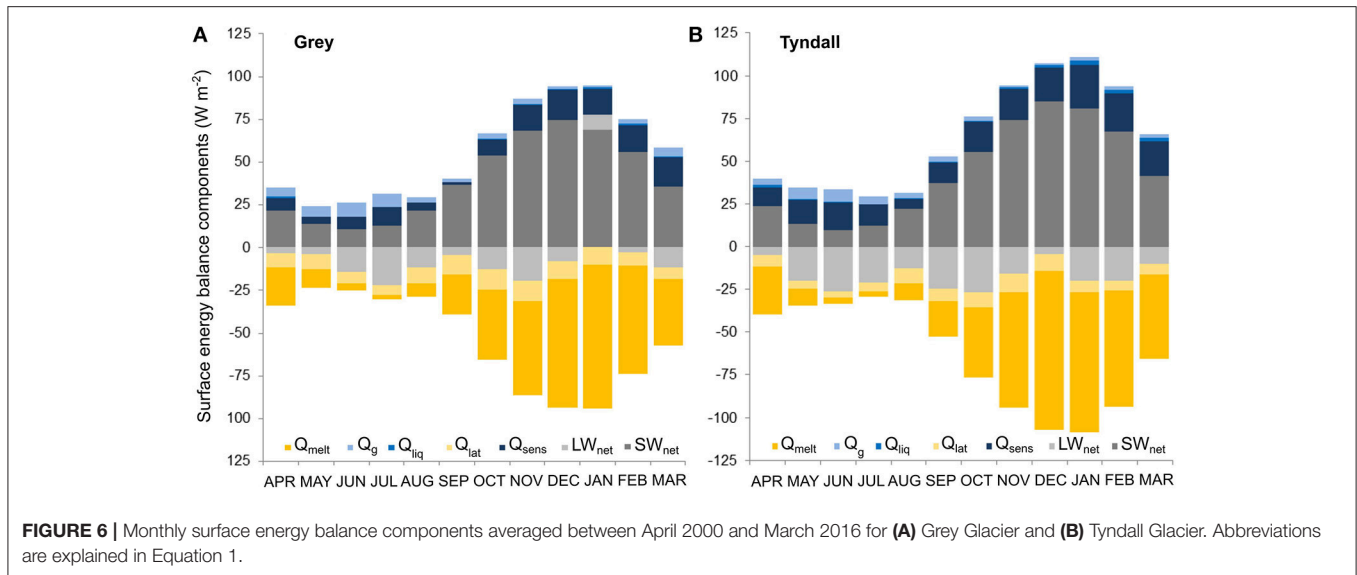 A
Grey
Surface energy balance components (W m⁻²)
125
100
75
50
25
0
-25
-50
-75
100
125
Qmelt Qg Qliq Qlat Qsens LWnet SWnet
APR MAY JUN JUL AUG SEP OCT NOV DEC JAN FEB MAR
B
Tyndall
125
100
75
50
25
0
-25
-50
-75
-100
-125
Qmelt Qg Qliq Qlat Qsens LWnet SWnet
APR MAY JUN JUL AUG SEP OCT NOV DEC JAN FEB MAR
FIGURE 6 | Monthly surface energy balance components averaged between April 2000 and March 2016 for (A) Grey Glacier and (B) Tyndall Glacier. Abbreviations
are explained in Equation 1.